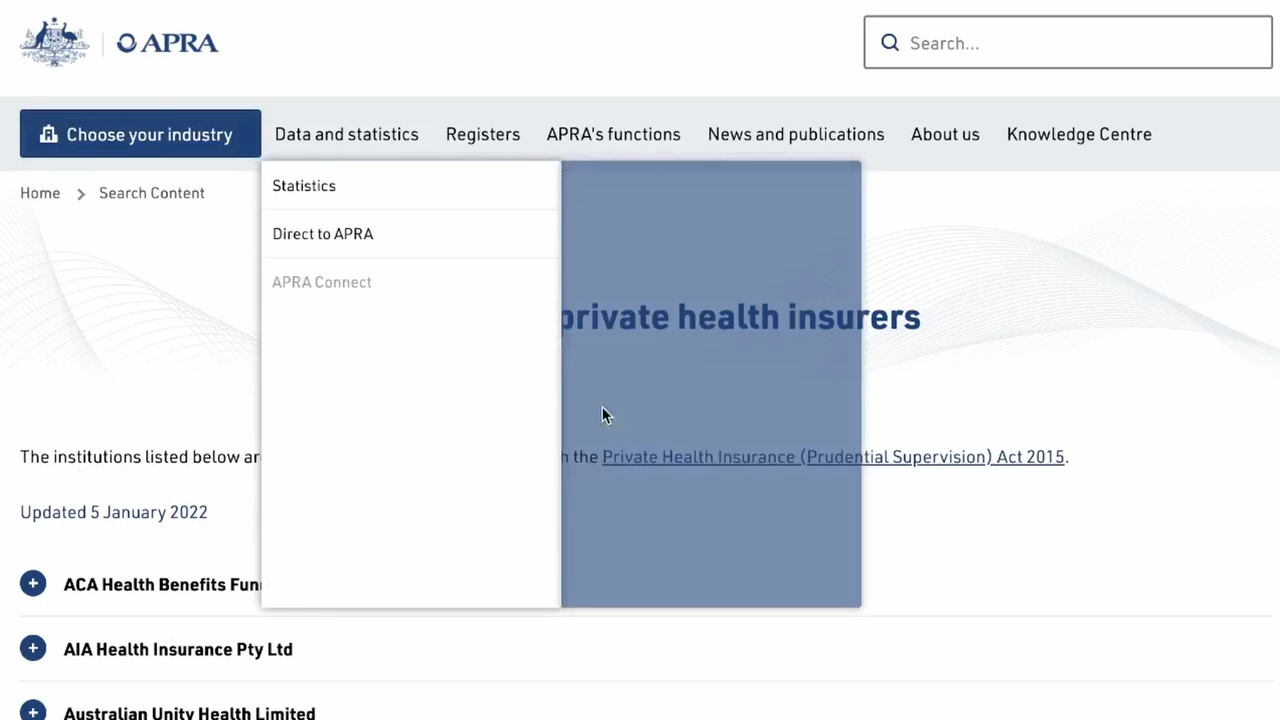 APRA
Search...
Choose your industry
Data and statistics
Registers
APRA's functions
News and publications
About us
Knowledge Centre
Home
Search Content
Statistics
Direct to APRA
APRA Connect
private health insurers
The institutions listed below ar
h the Private Health Insurance (Prudential Supervision) Act 2015.
Updated 5 January 2022
ACA Health Benefits Fun
AIA Health Insurance Pty Ltd
Australian Unity Health Limited